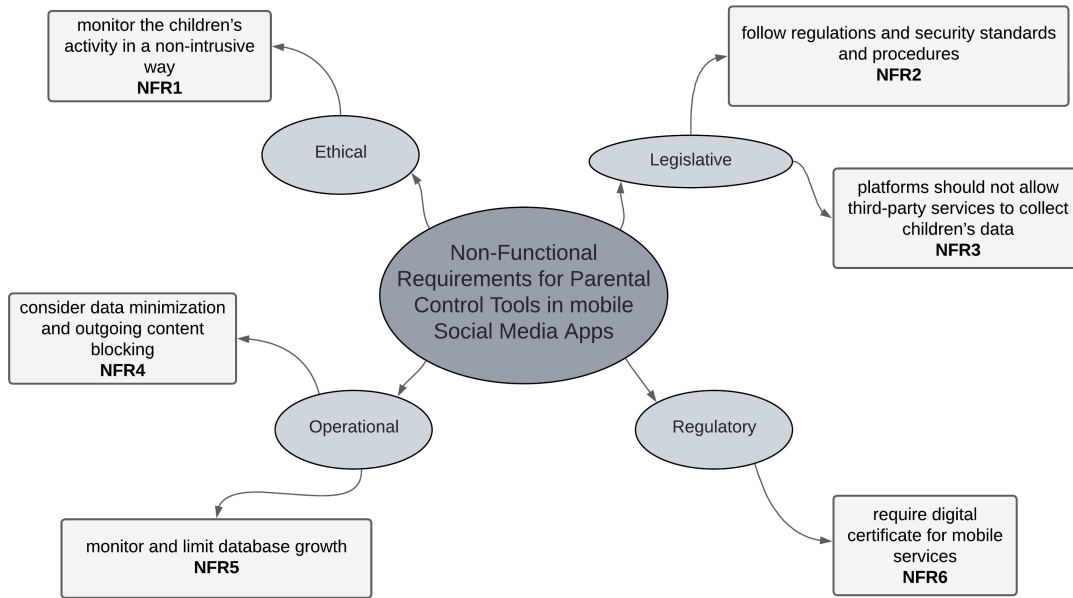 monitor the children's
activity in a non-intrusive
way
NFR1
follow regulations and security standards
and procedures
NFR2
Ethical
Legislative
platforms should not allow
third-party services to collect
children's data
NFR3
Non-Functional
Requirements for Parental
Control Tools in mobile
Social Media Apps
consider data minimization
and outgoing content
blocking
NFR4
Operational
Regulatory
monitor and limit database growth
NFR5
require digital
certificate for mobile
services
NFR6